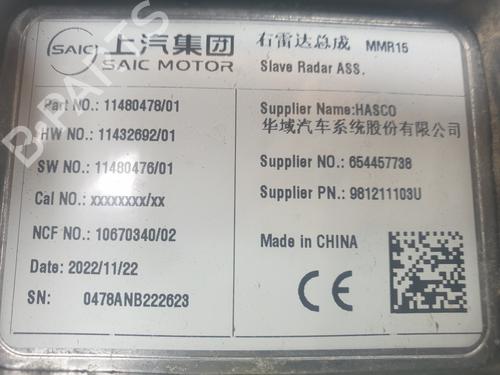 SAIC 上汽集团
SAIC MOTOR
右雷达总成 MMR15
Slave Radar ASS.
Part NO.: 11480478/01
HW NO.: 11432692/01
SW NO.: 11480476/01
Cal NO.: xxxxxxxx/xx
NCF NO.: 10670340/02
Date: 2022/11/22
SN: 0478ANB222623
Supplier Name:HASCO
华域汽车系统股份有限公司
Supplier NO.: 654457738
Supplier PN.: 981211103U
Made in CHINA
CE
B-PARTS